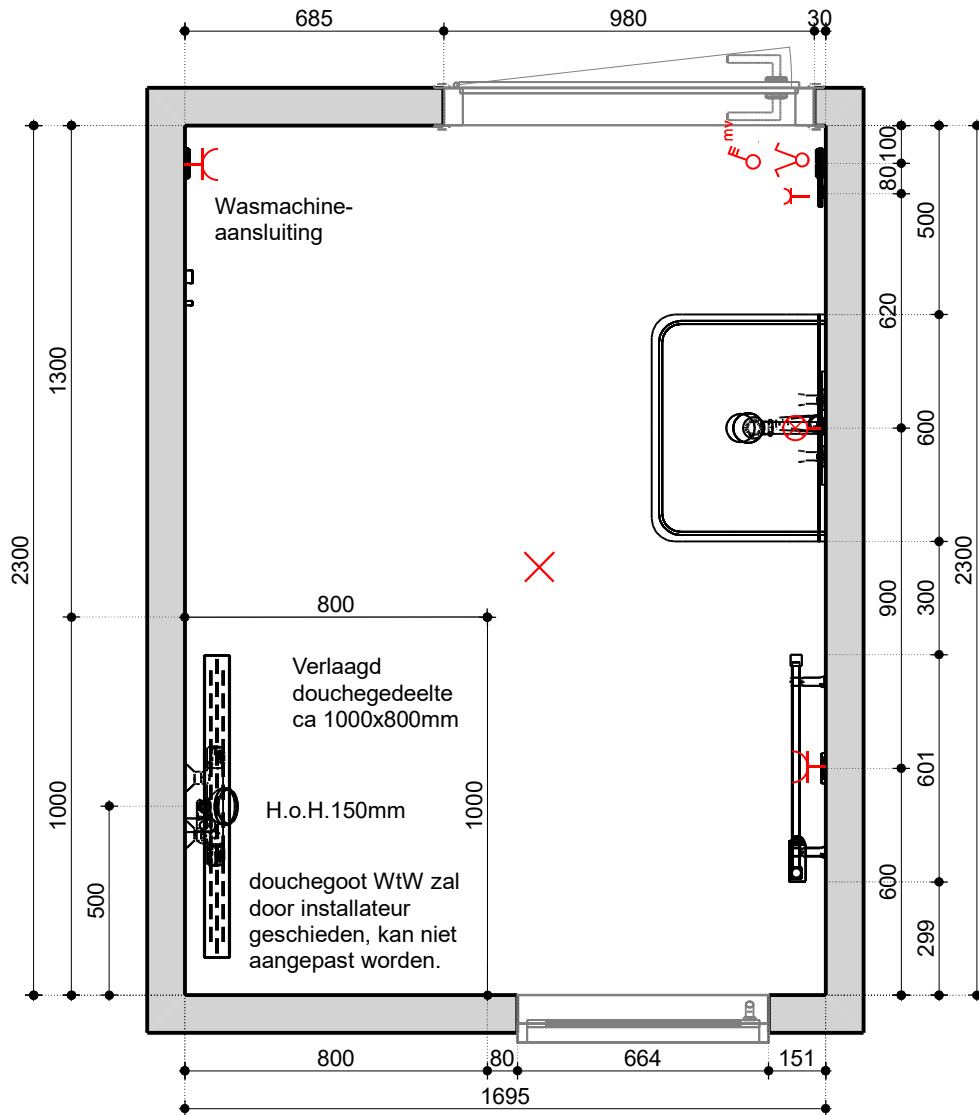 685
980
30
mv
100
80
500
Wasmachine-
aansluiting
620
1300
600
2300
2300
900
300
800
Verlaagd
douchegedeelte
ca 1000x800mm
601
1000
H.o.H.150mm
1000
500
douchegoot WtW zal
door installateur
geschieden, kan niet
aangepast worden.
600
299
800
80
664
151
1695